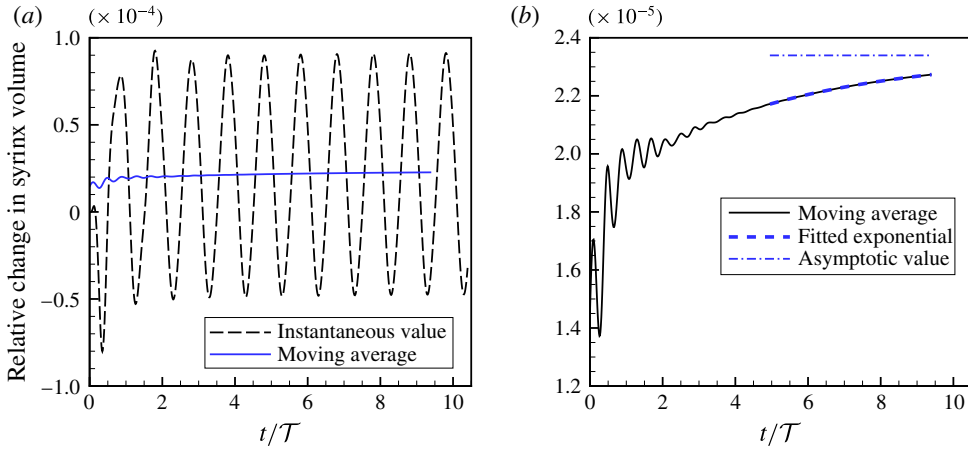 (a)
(× 10⁻⁴)
Relative change in syrinx volume
1.0
0.5
0
−0.5
−1.0
Instantaneous value
Moving average
0 2 4 6 8 10
t/𝒯
(b)
(× 10⁻⁵)
2.4
2.2
2.0
1.8
1.6
1.4
1.2
Moving average
Fitted exponential
Asymptotic value
0 2 4 6 8 10
t/𝒯